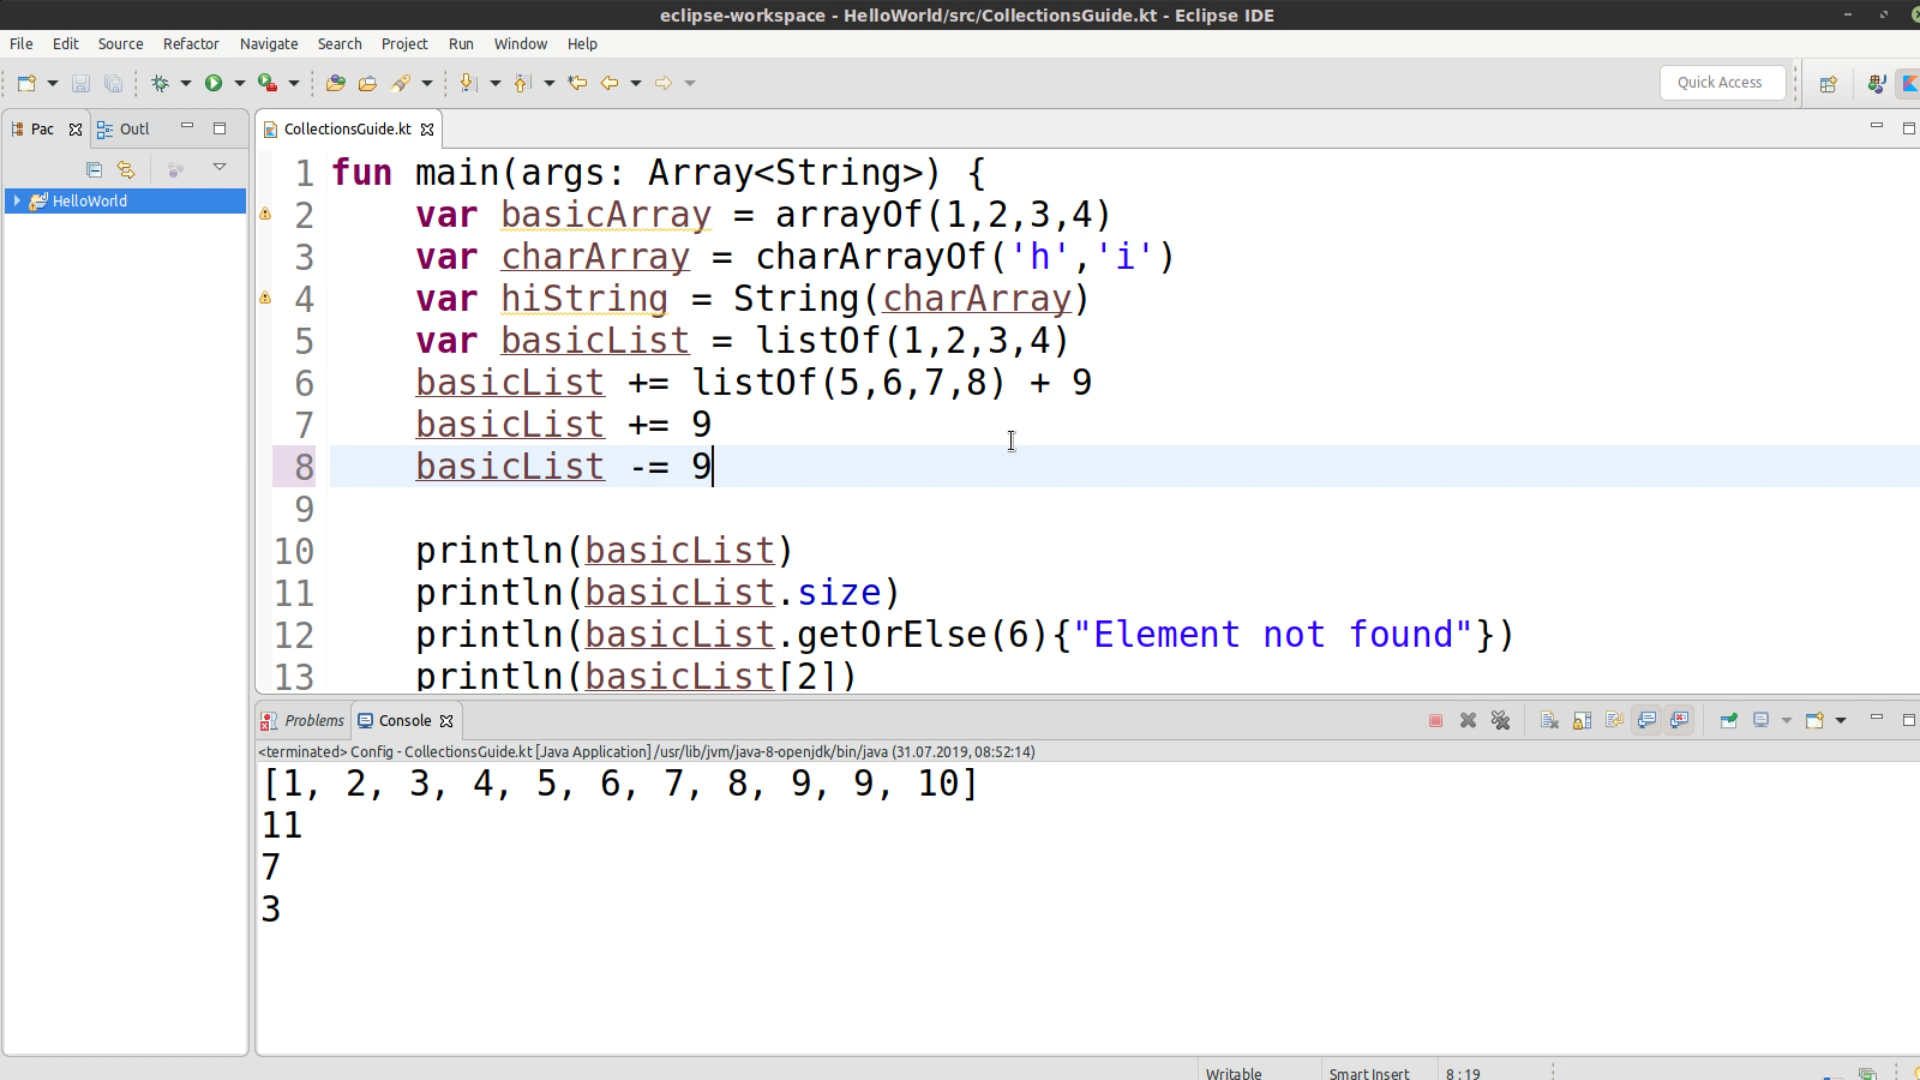 eclipse-workspace - HelloWorld/src/CollectionsGuide.kt - Eclipse IDE
File Edit Source Refactor Navigate Search Project Run Window Help
Quick Access
Pac Outl
CollectionsGuide.kt
HelloWorld
1 fun main(args: Array<String>) {
2 var basicArray = arrayOf(1,2,3,4)
3 var charArray = charArrayOf('h','i')
4 var hiString = String(charArray)
5 var basicList = listOf(1,2,3,4)
6 basicList += listOf(5,6,7,8) + 9
7 basicList += 9
8 basicList -= 9
9
10 println(basicList)
11 println(basicList.size)
12 println(basicList.getOrElse(6){"Element not found"})
13 println(basicList[2])
Problems Console
<terminated> Config - CollectionsGuide.kt [Java Application] /usr/lib/jvm/java-8-openjdk/bin/java (31.07.2019, 08:52:14)
[1, 2, 3, 4, 5, 6, 7, 8, 9, 9, 10]
11
7
3
Writable Smart Insert 8 : 19